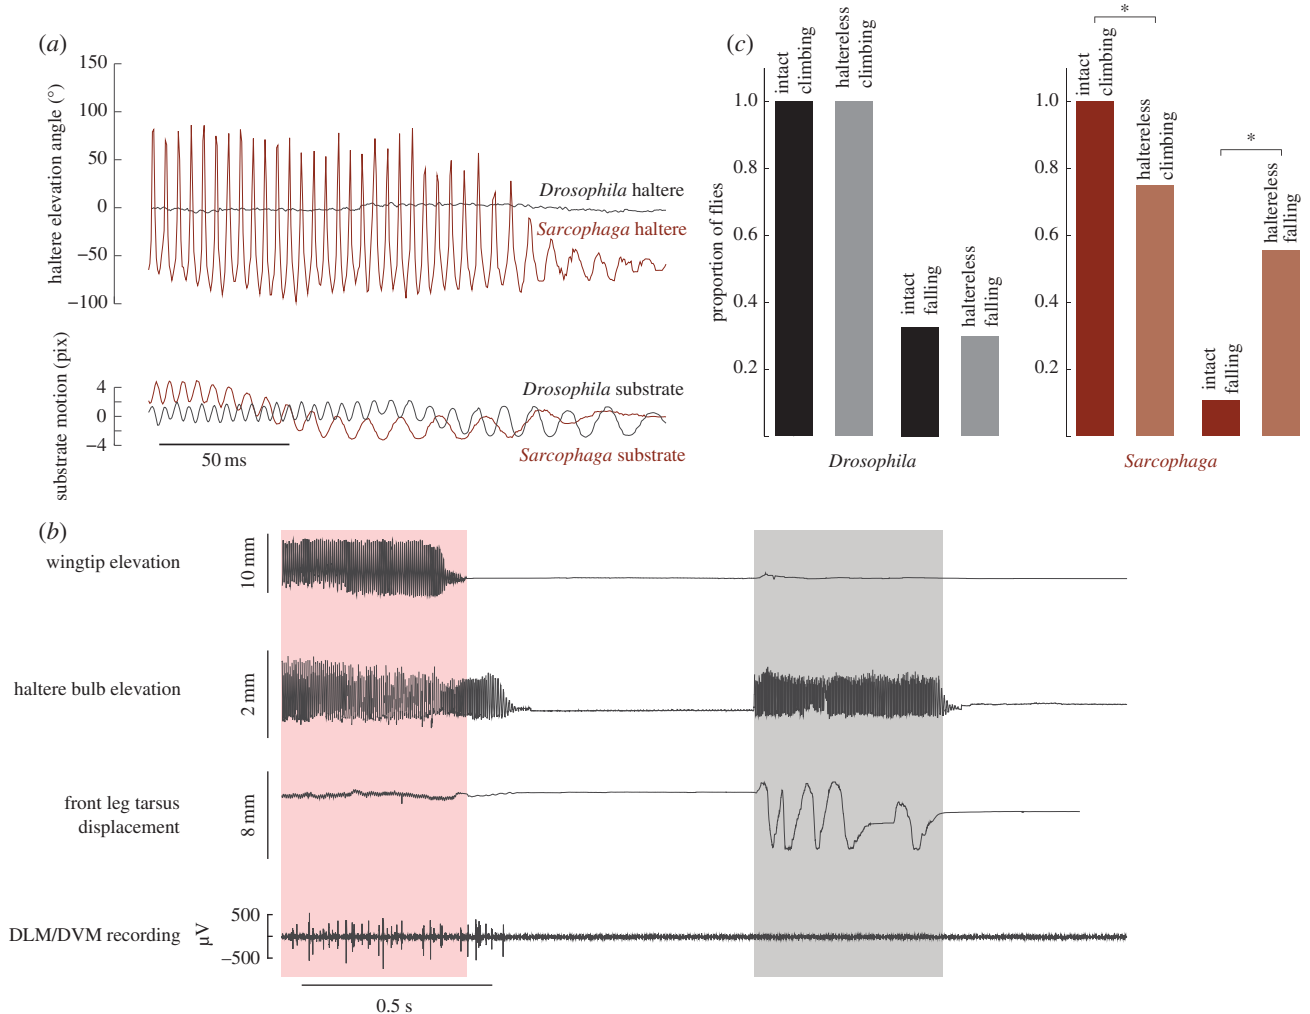 (a)
150
100
50
0
−50
−100
haltere elevation angle (°)
Drosophila haltere
Sarcophaga haltere
4
0
−4
substrate motion (pix)
Drosophila substrate
Sarcophaga substrate
50 ms
(c)
1.0
0.8
0.6
0.4
0.2
proportion of flies
intact
climbing
haltereless
climbing
intact
falling
haltereless
falling
Drosophila
1.0
0.8
0.6
0.4
0.2
intact
climbing
*
haltereless
climbing
intact
falling
*
haltereless
falling
Sarcophaga
(b)
wingtip elevation
10 mm
haltere bulb elevation
2 mm
front leg tarsus
displacement
8 mm
DLM/DVM recording
µV
500
−500
0.5 s